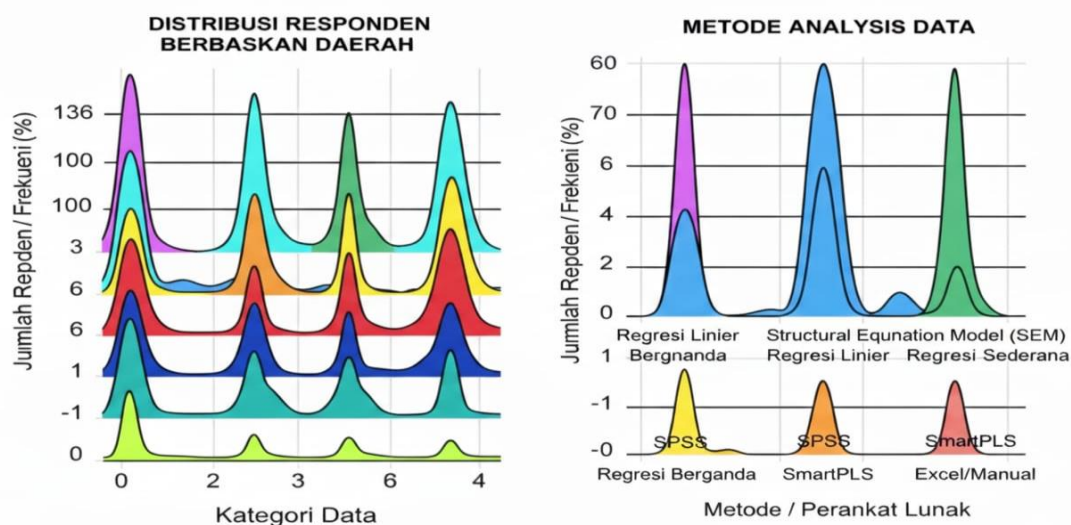 DISTRIBUSI RESPONDEN
BERBASKAN DAERAH
Jumlah Repden / Frekueni (%)
136
100
100
3
6
6
1
-1
0
0 2 3 6 4
Kategori Data
METODE ANALYSIS DATA
Jumlah Repden / Frekieni (%)
60
70
6
4
2
0
Regresi Linier Structural Equnation Model (SEM)
Bergnanda Regresi Linier Regresi Sederana
1
-1
-0
SPSS SPSS SmartPLS
Regresi Berganda SmartPLS Excel/Manual
Metode / Perankat Lunak